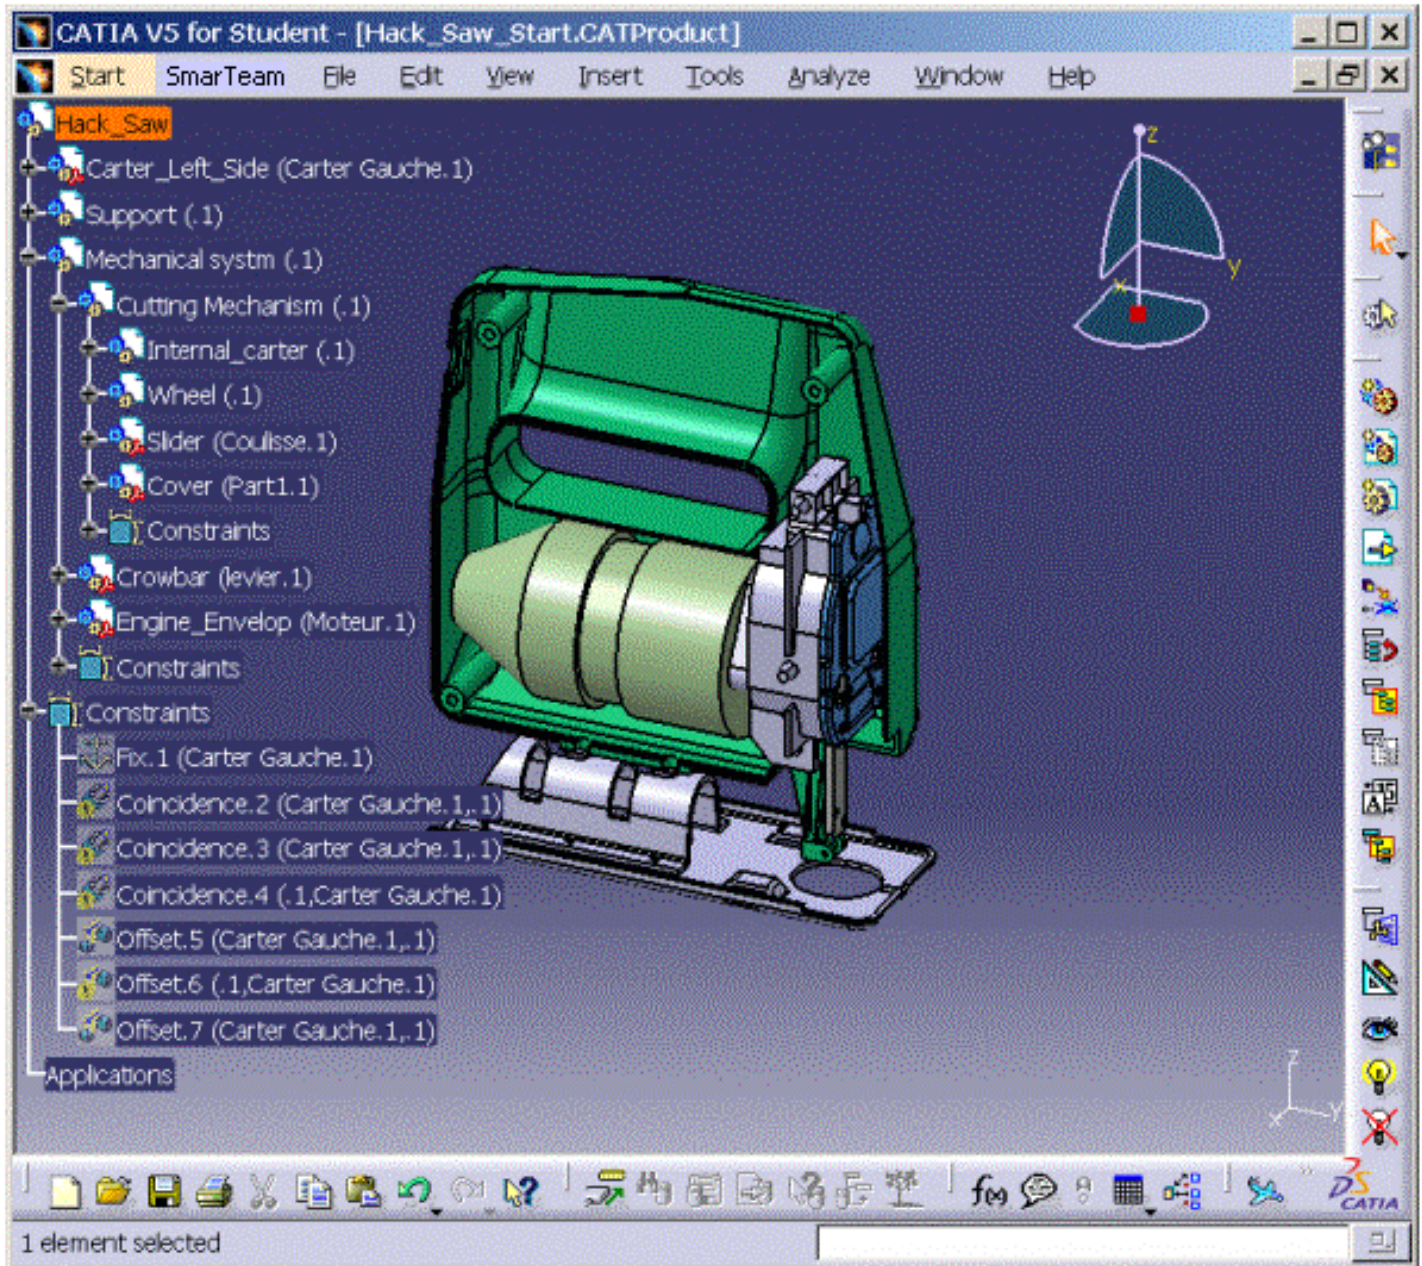 CATIA V5 for Student - [Hack_Saw_Start.CATProduct]
Start SmarTeam File Edit View Insert Tools Analyze Window Help
Hack_Saw
Carter_Left_Side (Carter Gauche.1)
Support (.1)
Mechanical systm (.1)
Cutting Mechanism (.1)
Internal_carter (.1)
Wheel (.1)
Slider (Coulisse.1)
Cover (Part1.1)
Constraints
Crowbar (levier.1)
Engine_Envelop (Moteur.1)
Constraints
Constraints
Fix.1 (Carter Gauche.1)
Coincidence.2 (Carter Gauche.1,.1)
Coincidence.3 (Carter Gauche.1,.1)
Coincidence.4 (.1,Carter Gauche.1)
Offset.5 (Carter Gauche.1,.1)
Offset.6 (.1,Carter Gauche.1)
Offset.7 (Carter Gauche.1,.1)
Applications
z
y
x
z
y
x
f(x)
DS
CATIA
1 element selected